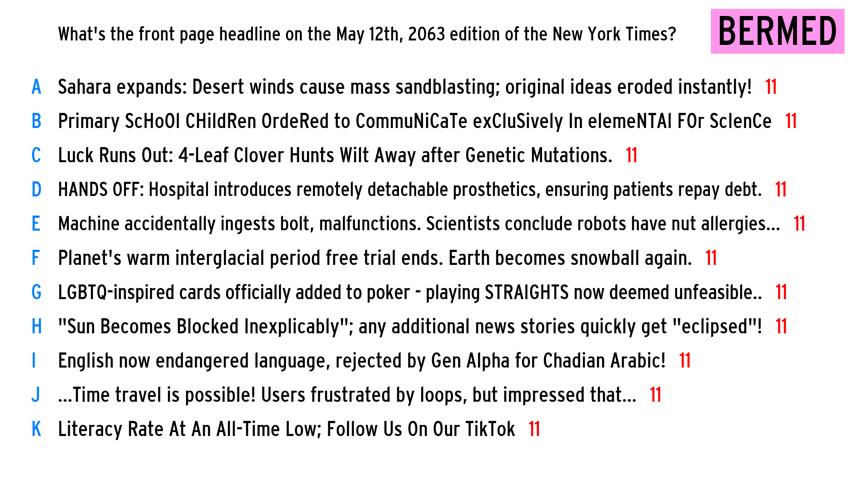 What's the front page headline on the May 12th, 2063 edition of the New York Times?
BERMED
A Sahara expands: Desert winds cause mass sandblasting; original ideas eroded instantly! 11
B Primary ScHoOl CHildRen OrdeRed to CommuNiCaTe exCluSively In elemeNTAl FOr ScIenCe 11
C Luck Runs Out: 4-Leaf Clover Hunts Wilt Away after Genetic Mutations. 11
D HANDS OFF: Hospital introduces remotely detachable prosthetics, ensuring patients repay debt. 11
E Machine accidentally ingests bolt, malfunctions. Scientists conclude robots have nut allergies... 11
F Planet's warm interglacial period free trial ends. Earth becomes snowball again. 11
G LGBTQ-inspired cards officially added to poker - playing STRAIGHTS now deemed unfeasible.. 11
H "Sun Becomes Blocked Inexplicably"; any additional news stories quickly get "eclipsed"! 11
I English now endangered language, rejected by Gen Alpha for Chadian Arabic! 11
J ...Time travel is possible! Users frustrated by loops, but impressed that... 11
K Literacy Rate At An All-Time Low; Follow Us On Our TikTok 11